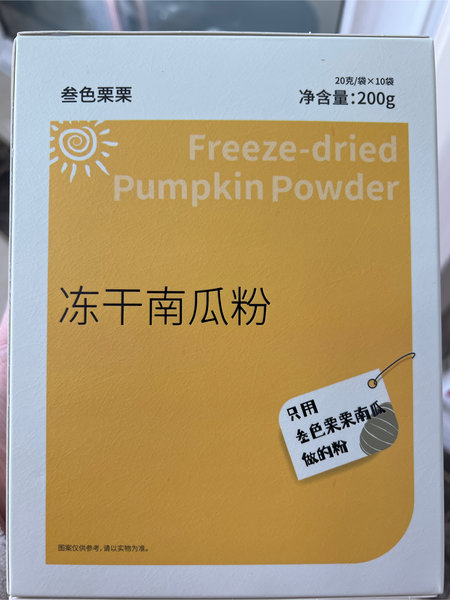 叁色栗栗
20克/袋×10袋
净含量:200g
Freeze-dried
Pumpkin Powder
冻干南瓜粉
只用
叁色栗栗南瓜
做的粉
图案仅供参考,请以实物为准。